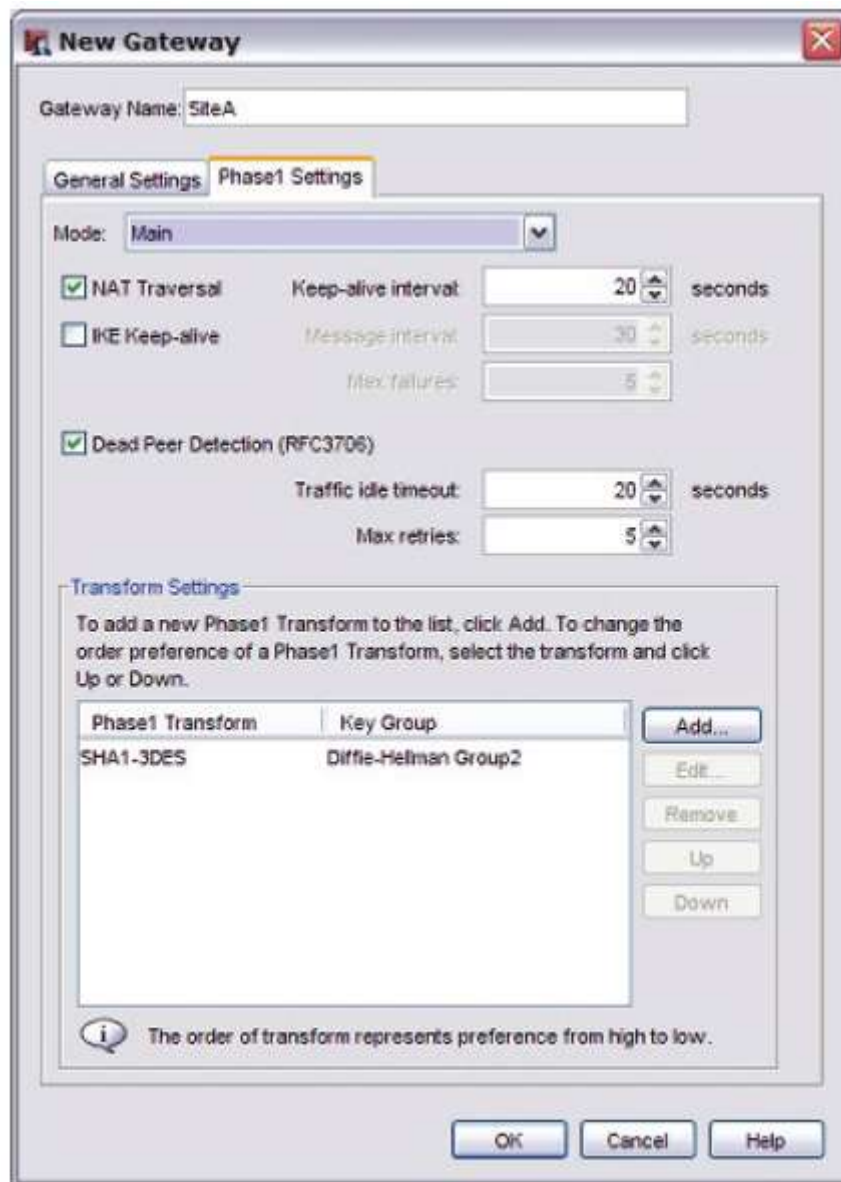 New Gateway
Gateway Name: SiteA
General Settings Phase1 Settings
Mode: Main
NAT Traversal Keep-alive interval: 20 seconds
IKE Keep-alive Message interval: 30 seconds
Max failures: 5
Dead Peer Detection (RFC3706)
Traffic idle timeout: 20 seconds
Max retries: 5
Transform Settings
To add a new Phase1 Transform to the list, click Add. To change the
order preference of a Phase1 Transform, select the transform and click
Up or Down.
Phase1 Transform Key Group
SHA1-3DES Diffie-Hellman Group2
Add...
Edit...
Remove
Up
Down
The order of transform represents preference from high to low.
OK Cancel Help